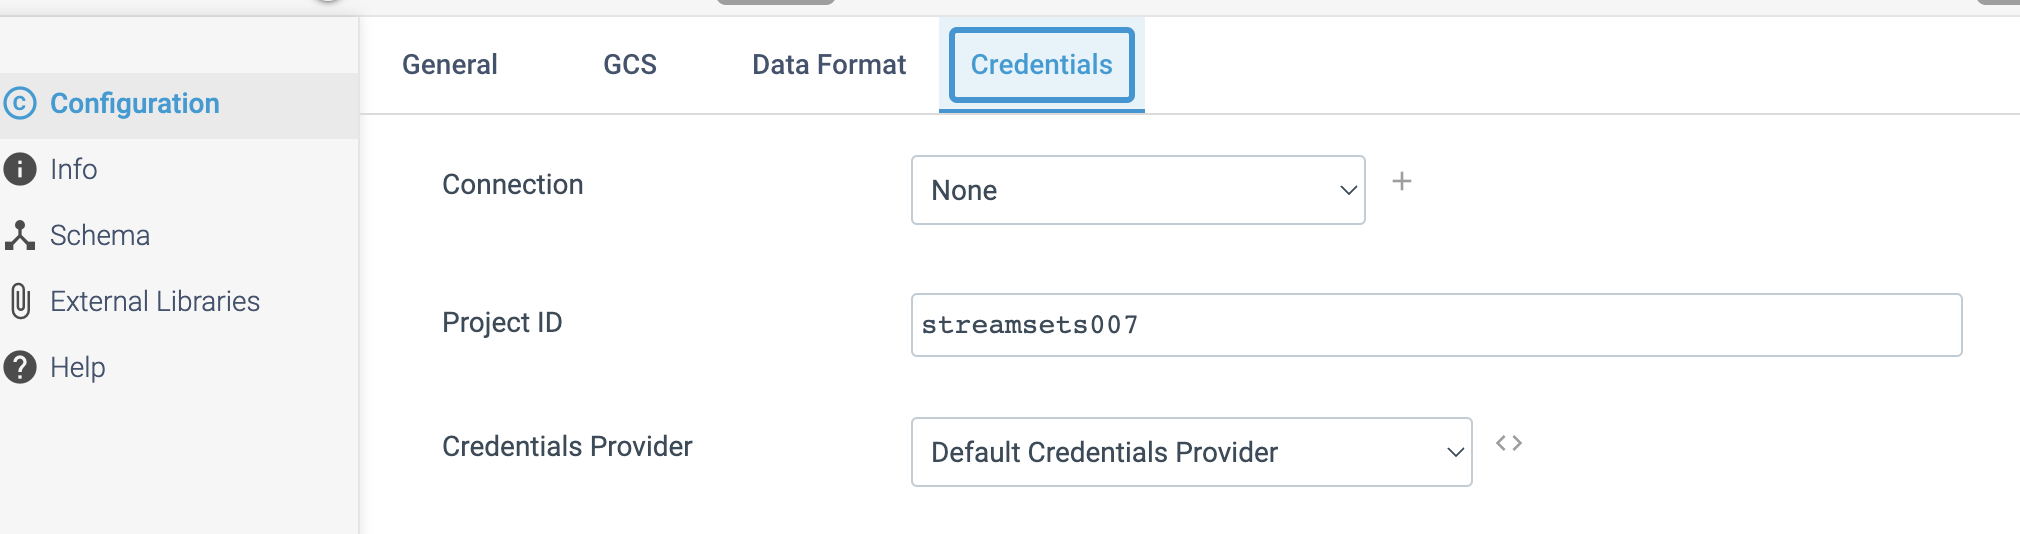 General
GCS
Data Format
Credentials
Configuration
Info
Schema
External Libraries
Help
Connection
None
Project ID
streamsets007
Credentials Provider
Default Credentials Provider